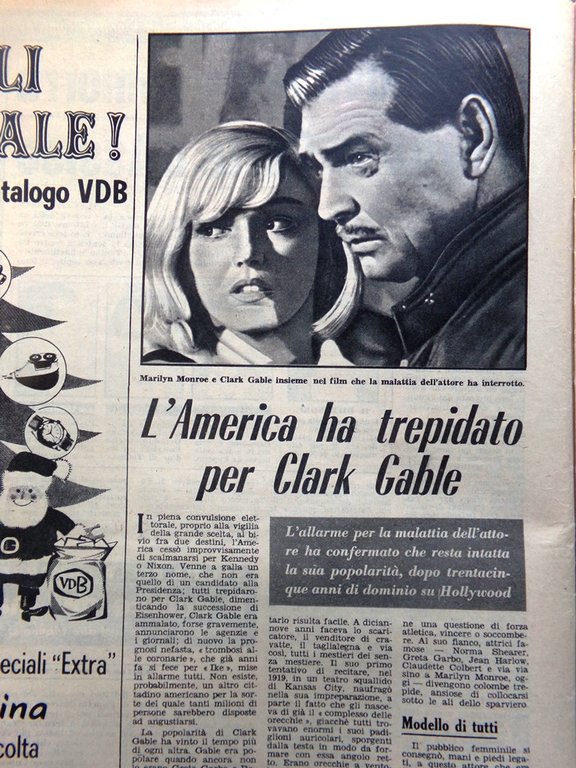 LI
ALE!
talogo VDB
VDB
eciali "Extra"
ina
colta
Marilyn Monroe e Clark Gable insieme nel film che la malattia dell'attore ha interrotto.
L'America ha trepidato
per Clark Gable
In piena convulsione elet-
torale, proprio alla vigilia
della grande scelta, al bi-
vio fra due destini, l'Ame-
rica cessò improvvisamente
di scalmanarsi per Kennedy
o Nixon. Venne a galla un
terzo nome, che non era
quello di un candidato alla
Presidenza; tutti trepidaro-
no per Clark Gable, dimen-
ticando la successione di
Eisenhower. Clark Gable era
ammalato, forse gravemente,
annunciarono le agenzie e
i giornali; di nuovo la pro-
gnosi nefasta, « trombosi al-
le coronarie », che già anni
fa si fece per « Ike », mise
in allarme tutti. Non esiste,
probabilmente, un altro cit-
tadino americano per la sor-
te del quale tanti milioni di
persone sarebbero disposte
ad angustiarsi.
La popolarità di Clark
Gable ha vinto il tempo più
di ogni altra. Gable era po-
polare quando ancora non
L'allarme per la malattia dell'atto-
re ha confermato che resta intatta
la sua popolarità, dopo trentacin-
que anni di dominio su Hollywood
tario risulta facile. A dician-
nove anni faceva lo scari-
catore, il venditore di cra-
vatte, il taglialegna e via
via tutti i mestieri dei sen-
za mestiere. Il suo primo
tentativo di recitare, nel
1919, in un teatro squallido
di Kansas City, naufragò
nella sua impreparazione, a
parte il fatto che gli nasce-
va di già il « complesso delle
orecchie », giacché tutti tro-
vavano enormi i suoi padi-
glioni auricolari, sporgenti
dalla testa in modo da for-
mare con essa angolo ret-
to. Erano orecchie a vento,
ne una questione di forza
atletica, vincere o soccombe-
re. Al suo fianco, attrici fa-
mose — Norma Shearer,
Greta Garbo, Jean Harlow,
Claudette Colbert e via via
sino a Marilyn Monroe, og-
gi — divengono colombe tre-
pide, ansiose di collocarsi
sotto le ali dello sparviero.
Modello di tutti
Il pubblico femminile si
consegnò, mani e piedi lega-
ti, a questo attore che